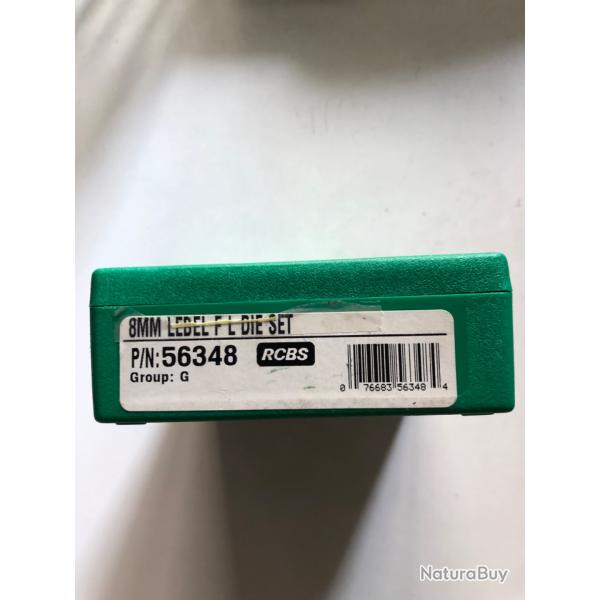 8MM LEBEL F L DIE SET
P/N:56348 RCBS
Group: G
0 76683 56348 4
NaturaBuy